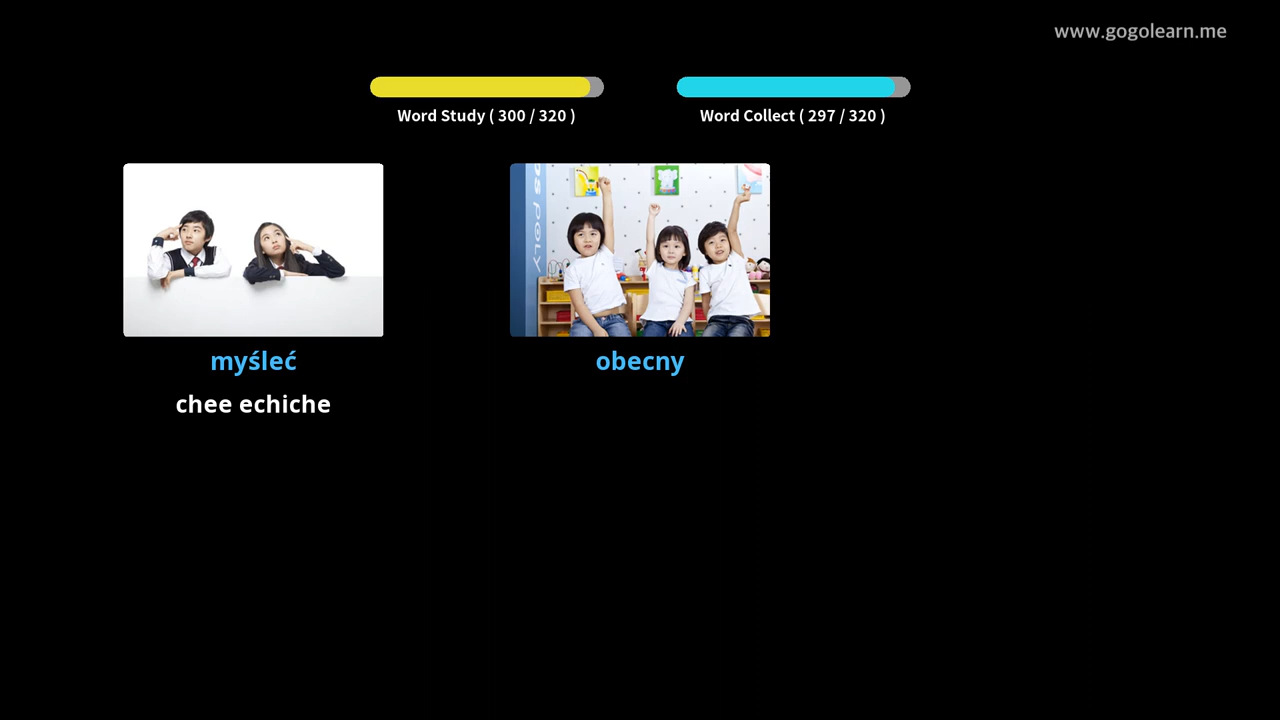 www.gogolearn.me
Word Study ( 300 / 320 )
Word Collect ( 297 / 320 )
myśleć
obecny
chee echiche